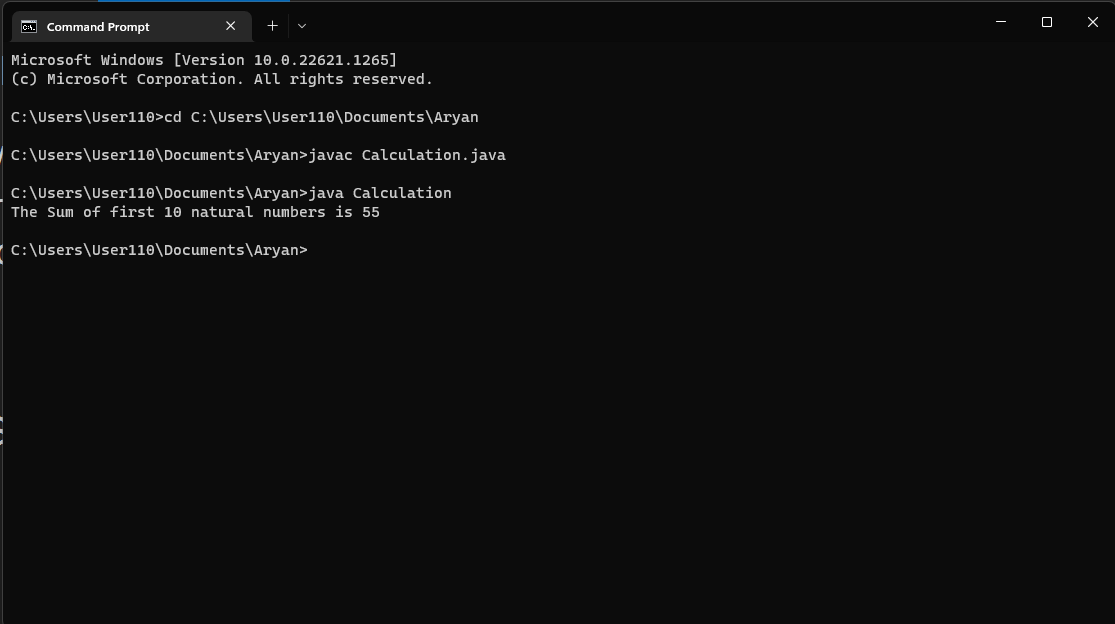 Command Prompt
Microsoft Windows [Version 10.0.22621.1265]
(c) Microsoft Corporation. All rights reserved.
C:\Users\User110>cd C:\Users\User110\Documents\Aryan
C:\Users\User110\Documents\Aryan>javac Calculation.java
C:\Users\User110\Documents\Aryan>java Calculation
The Sum of first 10 natural numbers is 55
C:\Users\User110\Documents\Aryan>